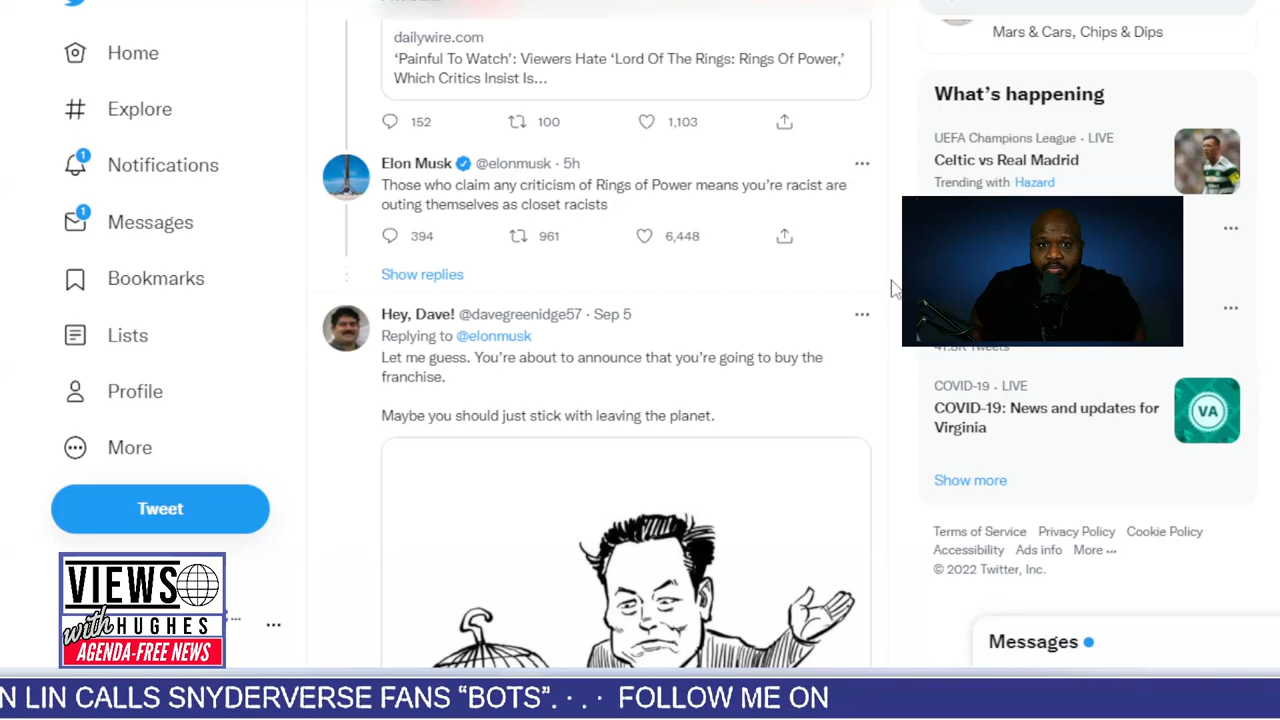 Home
Explore
1
Notifications
1
Messages
Bookmarks
Lists
Profile
More
Tweet
dailywire.com
‘Painful To Watch’: Viewers Hate ‘Lord Of The Rings: Rings Of Power,’
Which Critics Insist Is...
152 100 1,103
Elon Musk @elonmusk · 5h
Those who claim any criticism of Rings of Power means you’re racist are
outing themselves as closet racists
394 961 6,448
Show replies
Hey, Dave! @davegreenidge57 · Sep 5
Replying to @elonmusk
Let me guess. You’re about to announce that you’re going to buy the
franchise.
Maybe you should just stick with leaving the planet.
Mars & Cars, Chips & Dips
What’s happening
UEFA Champions League · LIVE
Celtic vs Real Madrid
Trending with Hazard
COVID-19 · LIVE
COVID-19: News and updates for
Virginia
VA
Show more
Terms of Service Privacy Policy Cookie Policy
Accessibility Ads info More ···
© 2022 Twitter, Inc.
Messages
VIEWS
with HUGHES
AGENDA-FREE NEWS
N LIN CALLS SNYDERVERSE FANS “BOTS”. · . · FOLLOW ME ON